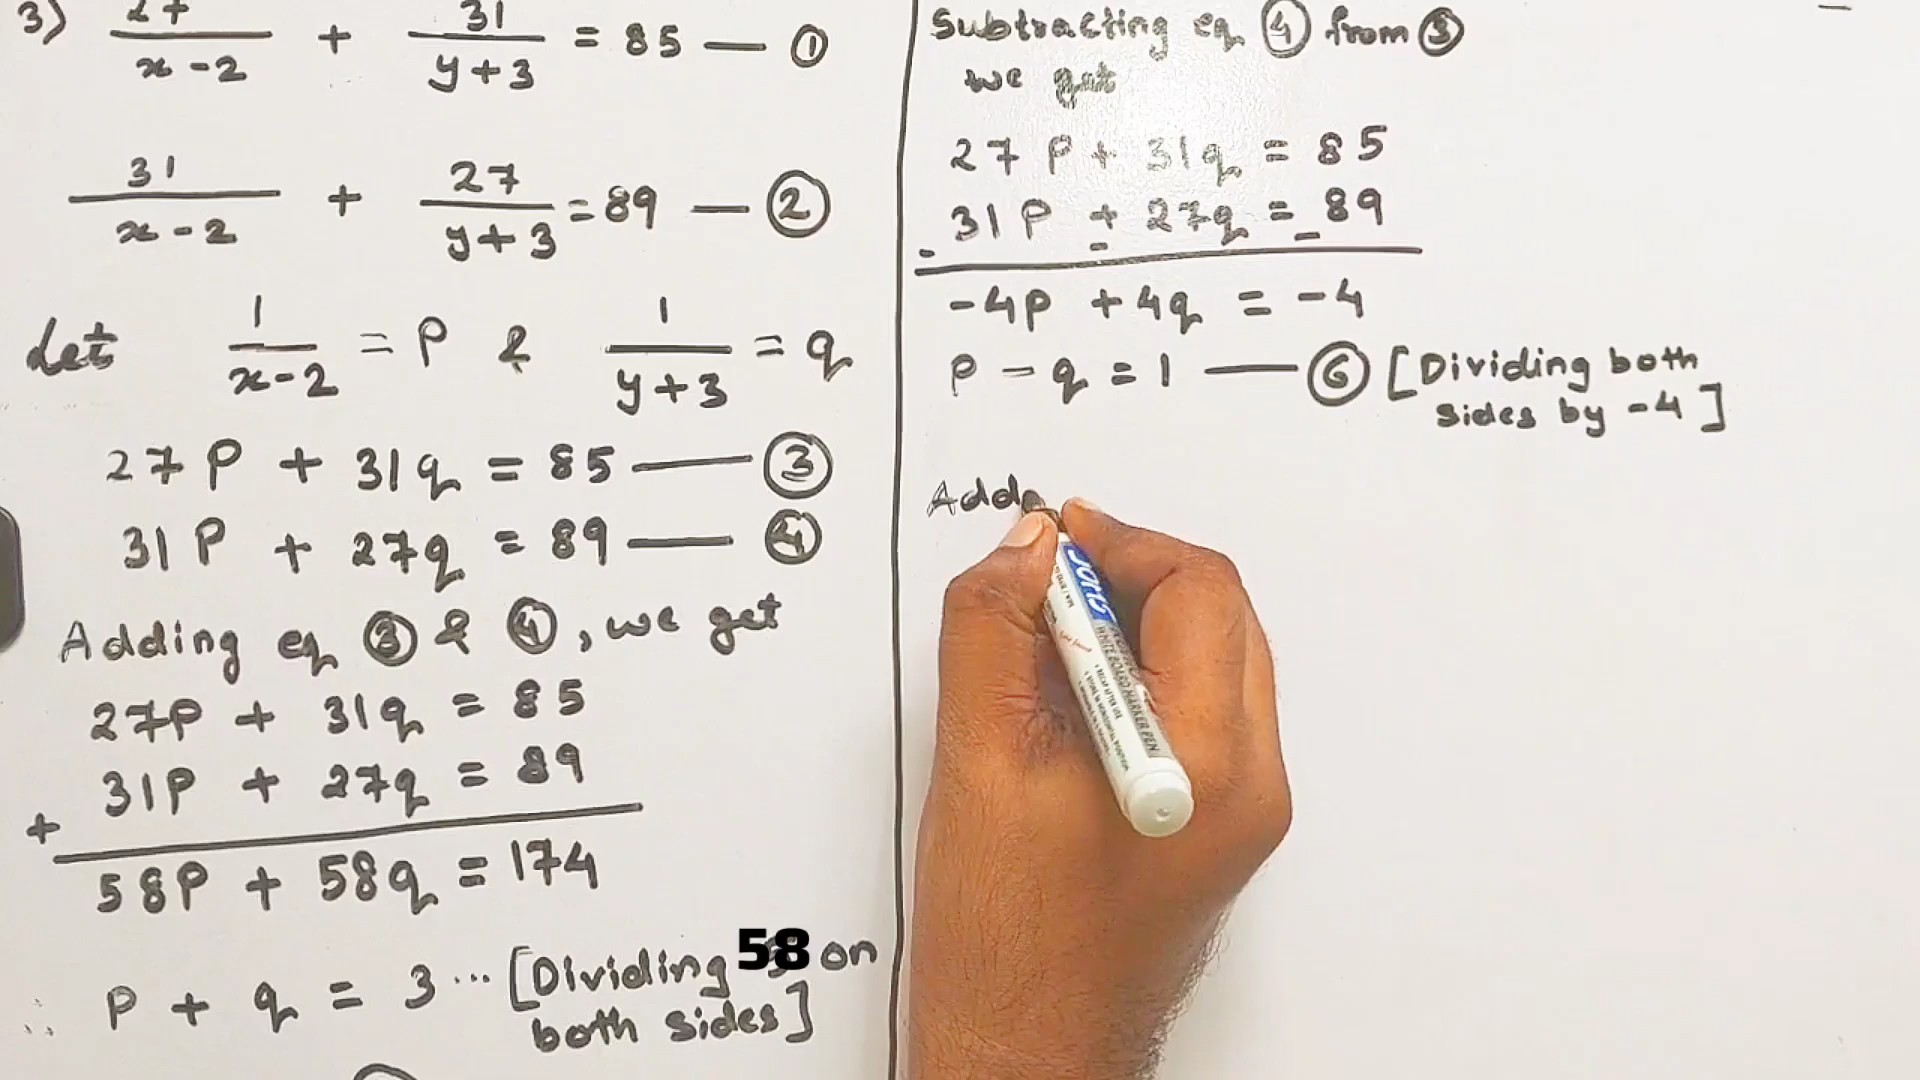 3) 27/(x-2) + 31/(y+3) = 85 — ①
31/(x-2) + 27/(y+3) = 89 — ②
Let 1/(x-2) = P & 1/(y+3) = q
27P + 31q = 85 — ③
31P + 27q = 89 — ④
Adding eq ③ & ④, we get
27P + 31q = 85
+ 31P + 27q = 89
58P + 58q = 174
∴ P + q = 3 ... [Dividing 58 on
both sides]
Subtracting eq ④ from ③
we get
27P + 31q = 85
- 31P + - 27q = - 89
-4P + 4q = -4
P - q = 1 — ⑥ [Dividing both
sides by -4]